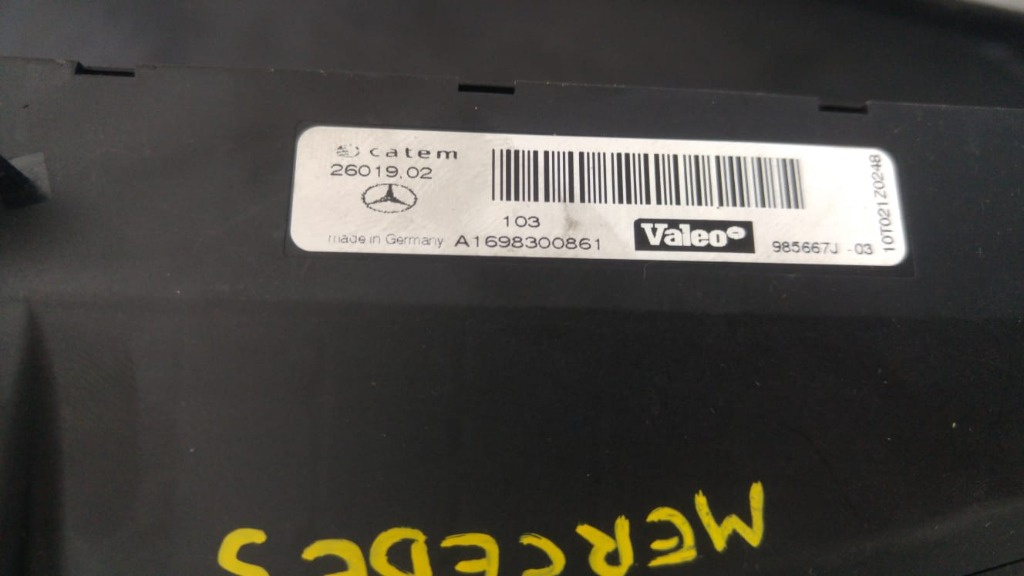 catem
26019.02
103
made in Germany A1698300861
Valeo
985667J -03
10T021Z0248
MERCEDES